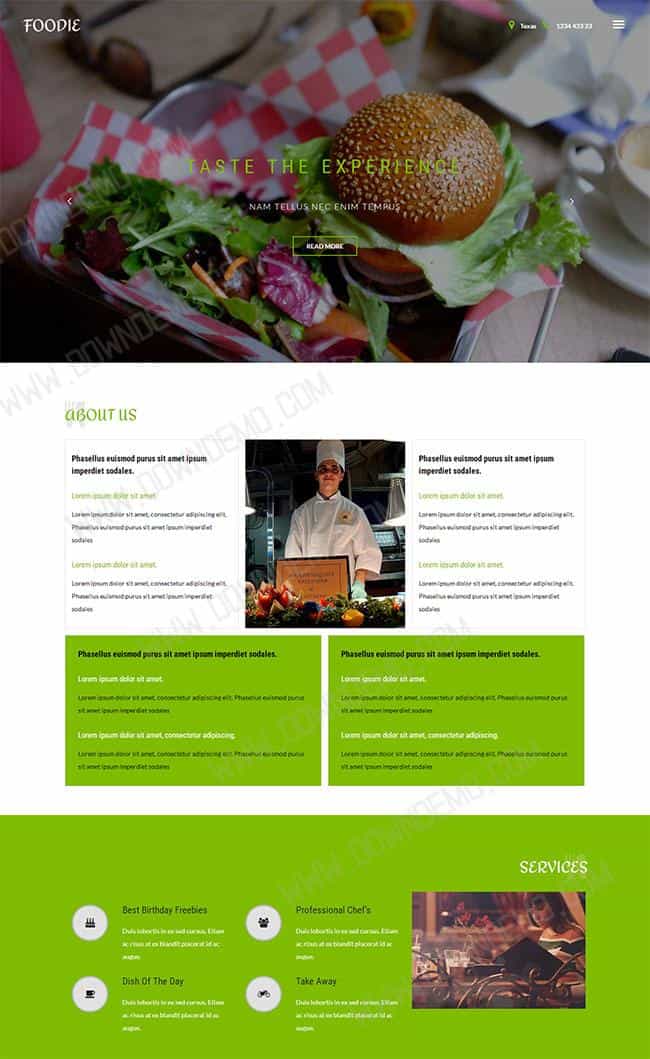 FOODIE
Texas
1234 433 23
TASTE THE EXPERIENCE
NAM TELLUS NEC ENIM TEMPUS
READ MORE
ABOUT US
Phasellus euismod purus sit amet ipsum
imperdiet sodales.
Lorem ipsum dolor sit amet.
Lorem ipsum dolor sit amet, consectetur adipiscing elit.
Phasellus euismod purus sit amet ipsum imperdiet
sodales
Lorem ipsum dolor sit amet.
Lorem ipsum dolor sit amet, consectetur adipiscing elit.
Phasellus euismod purus sit amet ipsum imperdiet
sodales
Phasellus euismod purus sit amet ipsum
imperdiet sodales.
Lorem ipsum dolor sit amet.
Lorem ipsum dolor sit amet, consectetur adipiscing elit.
Phasellus euismod purus sit amet ipsum imperdiet
sodales
Lorem ipsum dolor sit amet.
Lorem ipsum dolor sit amet, consectetur adipiscing elit.
Phasellus euismod purus sit amet ipsum imperdiet
sodales
Phasellus euismod purus sit amet ipsum imperdiet sodales.
Lorem ipsum dolor sit amet.
Lorem ipsum dolor sit amet, consectetur adipiscing elit. Phasellus euismod purus
sit amet ipsum imperdiet sodales
Lorem ipsum dolor sit amet, consectetur adipiscing.
Lorem ipsum dolor sit amet, consectetur adipiscing elit. Phasellus euismod purus
sit amet ipsum imperdiet sodales
Phasellus euismod purus sit amet ipsum imperdiet sodales.
Lorem ipsum dolor sit amet.
Lorem ipsum dolor sit amet, consectetur adipiscing elit. Phasellus euismod purus
sit amet ipsum imperdiet sodales
Lorem ipsum dolor sit amet, consectetur adipiscing.
Lorem ipsum dolor sit amet, consectetur adipiscing elit. Phasellus euismod purus
sit amet ipsum imperdiet sodales
SERVICES
Best Birthday Freebies
Duis lobortis in ex sed cursus. Etiam
ac risus at ex blandit placerat id ac
augue.
Professional Chef's
Duis lobortis in ex sed cursus. Etiam
ac risus at ex blandit placerat id ac
augue.
Dish Of The Day
Duis lobortis in ex sed cursus. Etiam
ac risus at ex blandit placerat id ac
augue.
Take Away
Duis lobortis in ex sed cursus. Etiam
ac risus at ex blandit placerat id ac
augue.
WWW.DOWNDEMO.COM
WWW.DOWNDEMO.COM
WWW.DOWNDEMO.COM
WWW.DOWNDEMO.COM